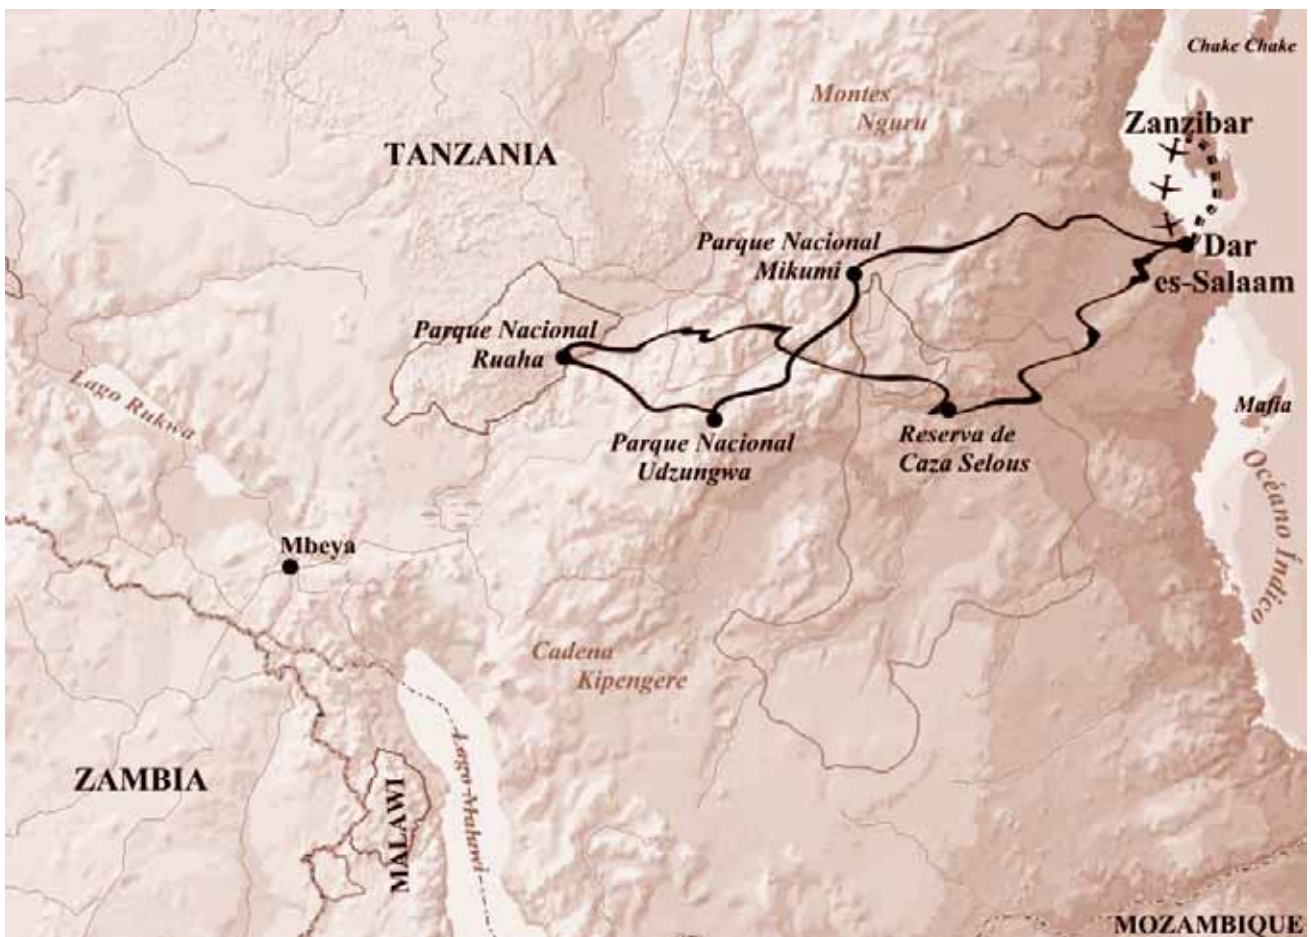 Chake Chake
Montes
Nguru
Zanzibar
TANZANIA
Parque Nacional
Mikumi
Dar
es-Salaam
Parque Nacional
Ruaha
Lago Rukwa
Mafia
Parque Nacional
Udzungwa
Reserva de
Caza Selous
Océano Índico
Mbeya
Cadena
Kipengere
ZAMBIA
MALAWI
Lago Malawi
MOZAMBIQUE